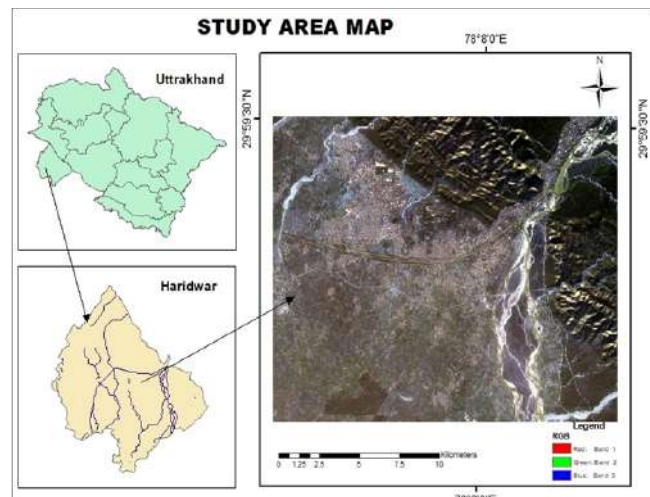 STUDY AREA MAP
Uttrakhand
Haridwar
78°8'0"E
N
29°59'30"N
29°59'30"N
Legend
RGB
Red: Band 1
Green: Band 2
Blue: Band 3
0 1.25 2.5 5 7.5 10
Kilometers